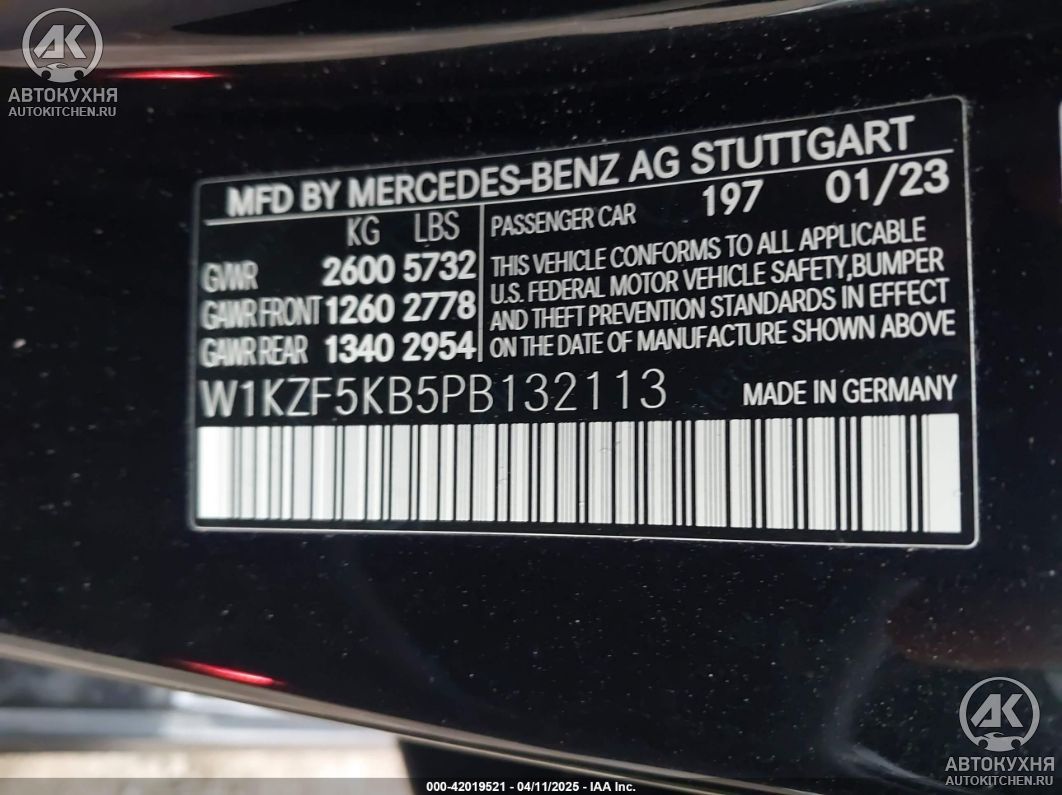 AK
АВТОКУХНЯ
AUTOKITCHEN.RU
MFD BY MERCEDES-BENZ AG STUTTGART
KG LBS
GVWR 2600 5732
GAWR FRONT 1260 2778
GAWR REAR 1340 2954
PASSENGER CAR 197 01/23
THIS VEHICLE CONFORMS TO ALL APPLICABLE
U.S. FEDERAL MOTOR VEHICLE SAFETY,BUMPER
AND THEFT PREVENTION STANDARDS IN EFFECT
ON THE DATE OF MANUFACTURE SHOWN ABOVE
W1KZF5KB5PB132113 MADE IN GERMANY
AK
АВТОКУХНЯ
AUTOKITCHEN.RU
000-42019521 - 04/11/2025 - IAA Inc.